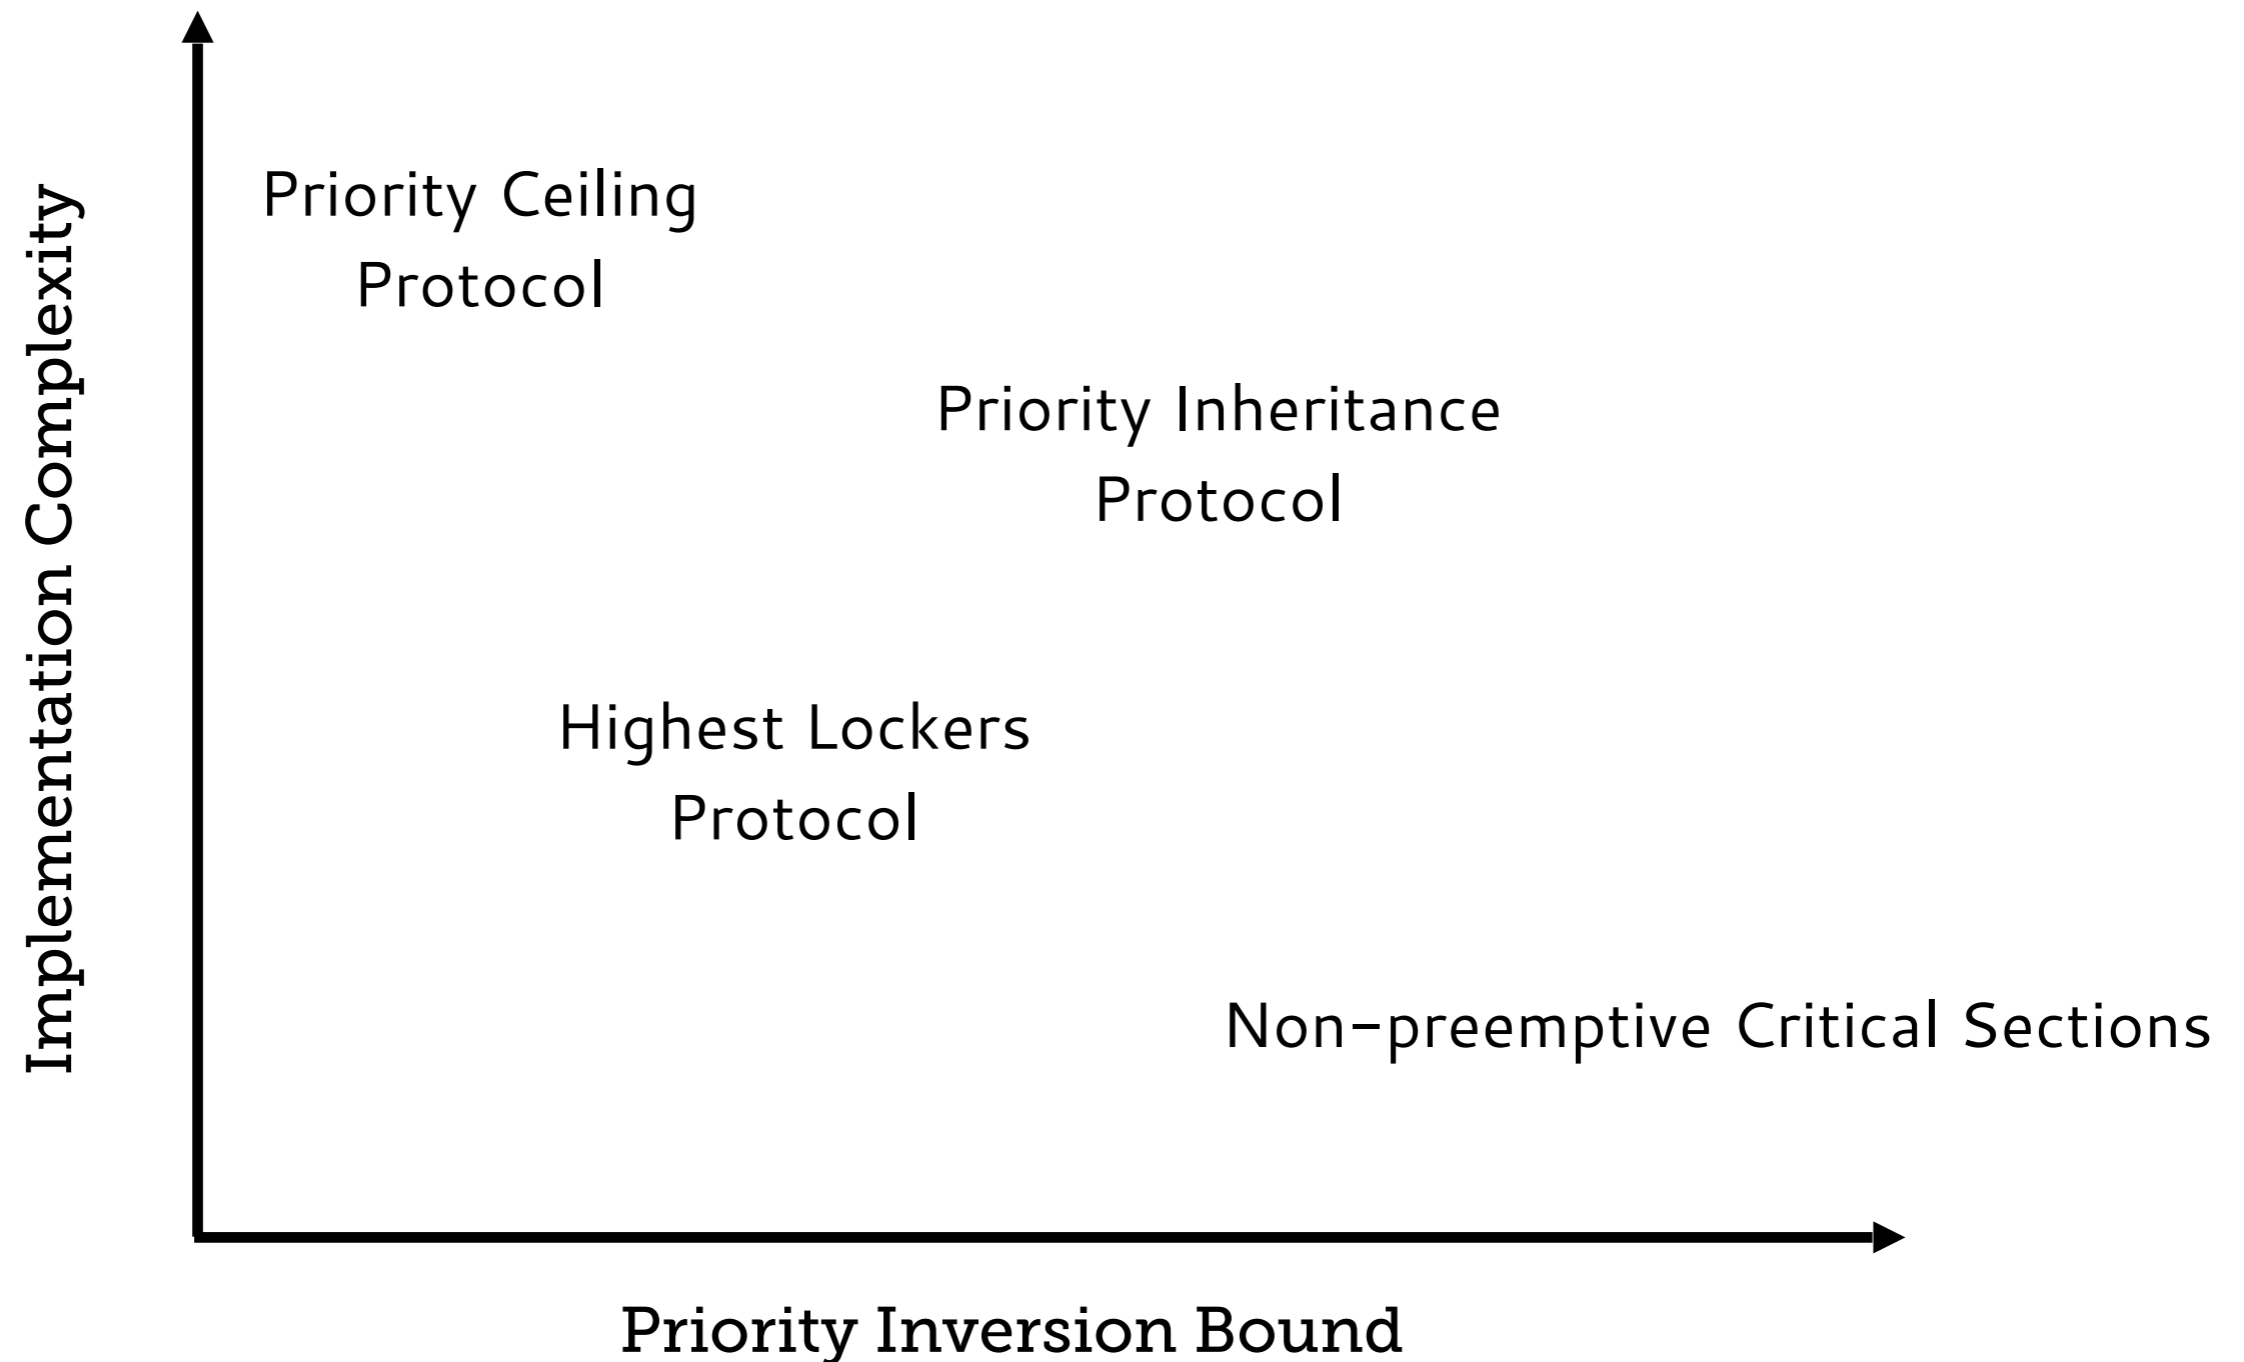 Implementation Complexity
Priority Ceiling
Protocol
Priority Inheritance
Protocol
Highest Lockers
Protocol
Non-preemptive Critical Sections
Priority Inversion Bound